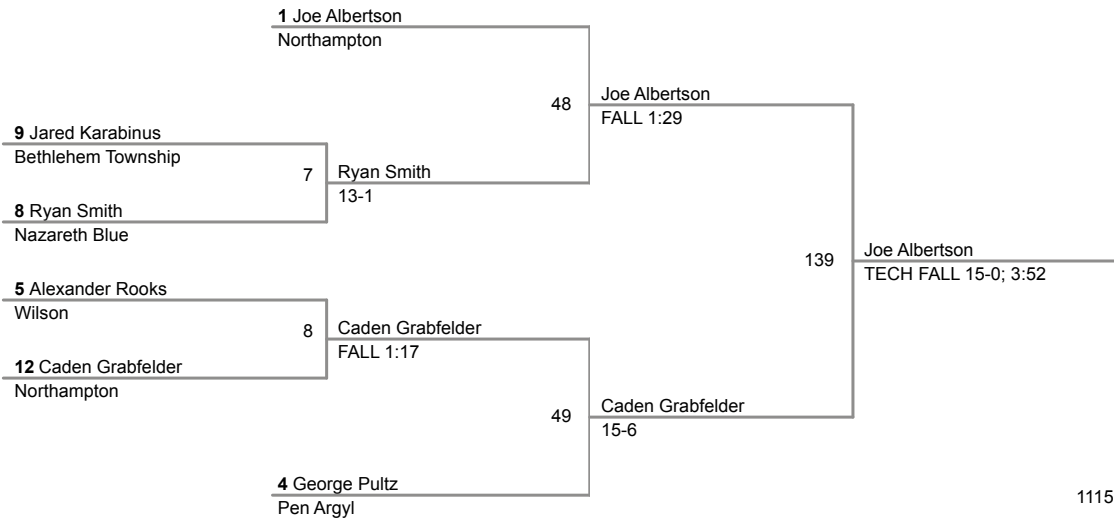 1 Joe Albertson
Northampton
48
Joe Albertson
FALL 1:29
9 Jared Karabinus
Bethlehem Township
7
Ryan Smith
13-1
8 Ryan Smith
Nazareth Blue
139
Joe Albertson
TECH FALL 15-0; 3:52
5 Alexander Rooks
Wilson
8
Caden Grabfelder
FALL 1:17
12 Caden Grabfelder
Northampton
49
Caden Grabfelder
15-6
4 George Pultz
Pen Argyl
1115